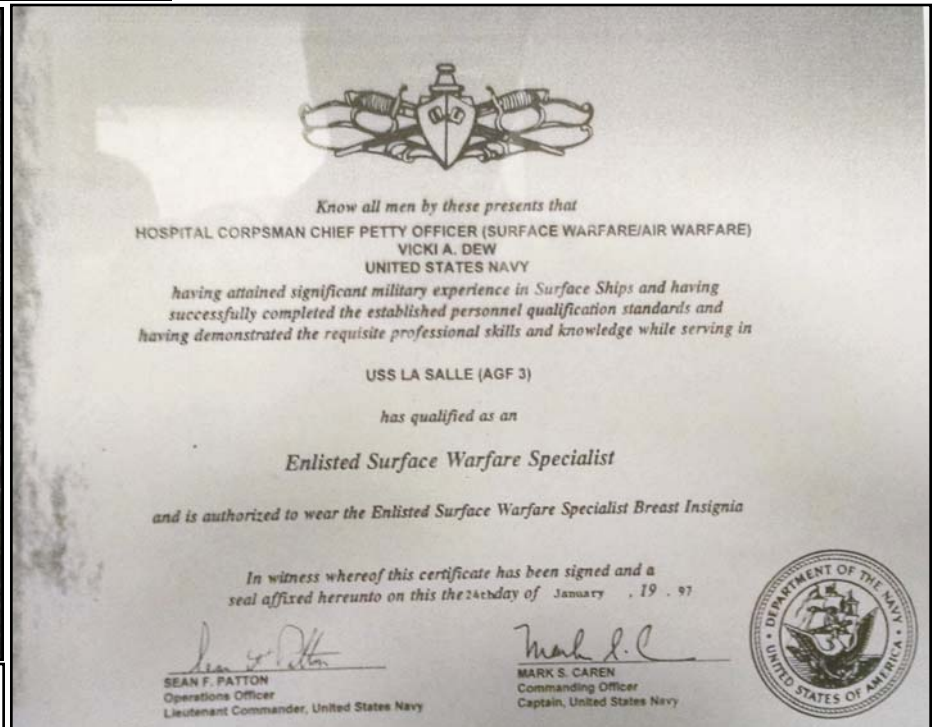 Know all men by these presents that
HOSPITAL CORPSMAN CHIEF PETTY OFFICER (SURFACE WARFARE/AIR WARFARE)
VICKI A. DEW
UNITED STATES NAVY
having attained significant military experience in Surface Ships and having
successfully completed the established personnel qualification standards and
having demonstrated the requisite professional skills and knowledge while serving in
USS LA SALLE (AGF 3)
has qualified as an
Enlisted Surface Warfare Specialist
and is authorized to wear the Enlisted Surface Warfare Specialist Breast Insignia
In witness whereof this certificate has been signed and a
seal affixed hereunto on this the 24th day of January , 19 . 97
Sean F. Patton
SEAN F. PATTON
Operations Officer
Lieutenant Commander, United States Navy
Mark S. C
MARK S. CAREN
Commanding Officer
Captain, United States Navy
DEPARTMENT OF THE NAVY
UNITED STATES OF AMERICA